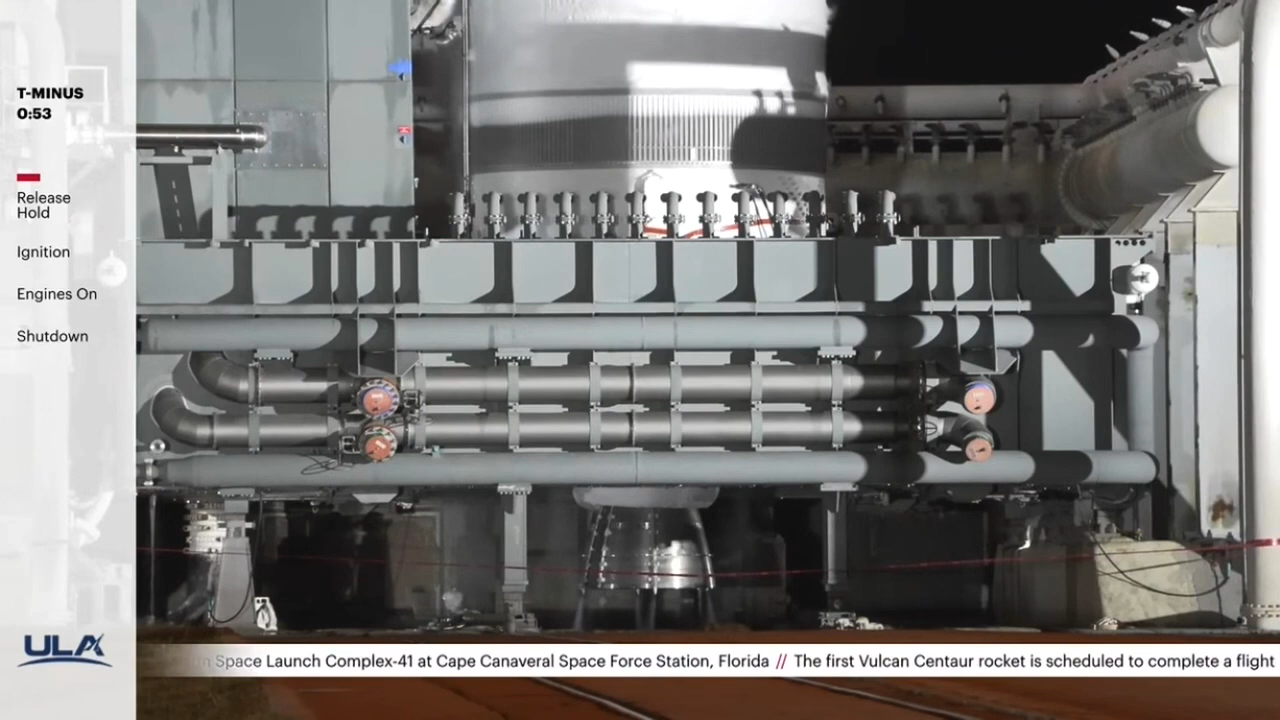 T-MINUS
0:53
Release
Hold
Ignition
Engines On
Shutdown
ULA
Space Launch Complex-41 at Cape Canaveral Space Force Station, Florida // The first Vulcan Centaur rocket is scheduled to complete a flight